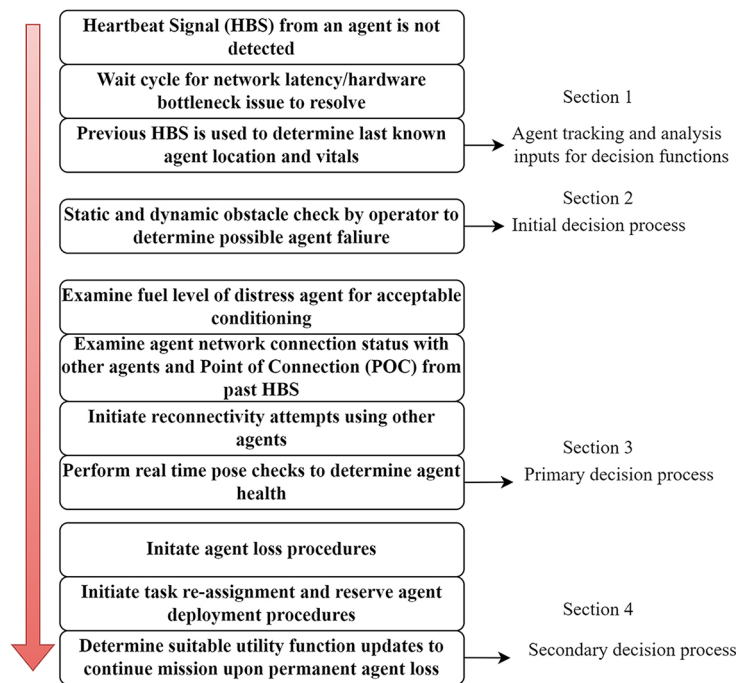 Heartbeat Signal (HBS) from an agent is not
detected
Wait cycle for network latency/hardware
bottleneck issue to resolve
Previous HBS is used to determine last known
agent location and vitals
Section 1
Agent tracking and analysis
inputs for decision functions
Static and dynamic obstacle check by operator to
determine possible agent faliure
Section 2
Initial decision process
Examine fuel level of distress agent for acceptable
conditioning
Examine agent network connection status with
other agents and Point of Connection (POC) from
past HBS
Initiate reconnectivity attempts using other
agents
Perform real time pose checks to determine agent
health
Section 3
Primary decision process
Initate agent loss procedures
Initiate task re-assignment and reserve agent
deployment procedures
Determine suitable utility function updates to
continue mission upon permanent agent loss
Section 4
Secondary decision process